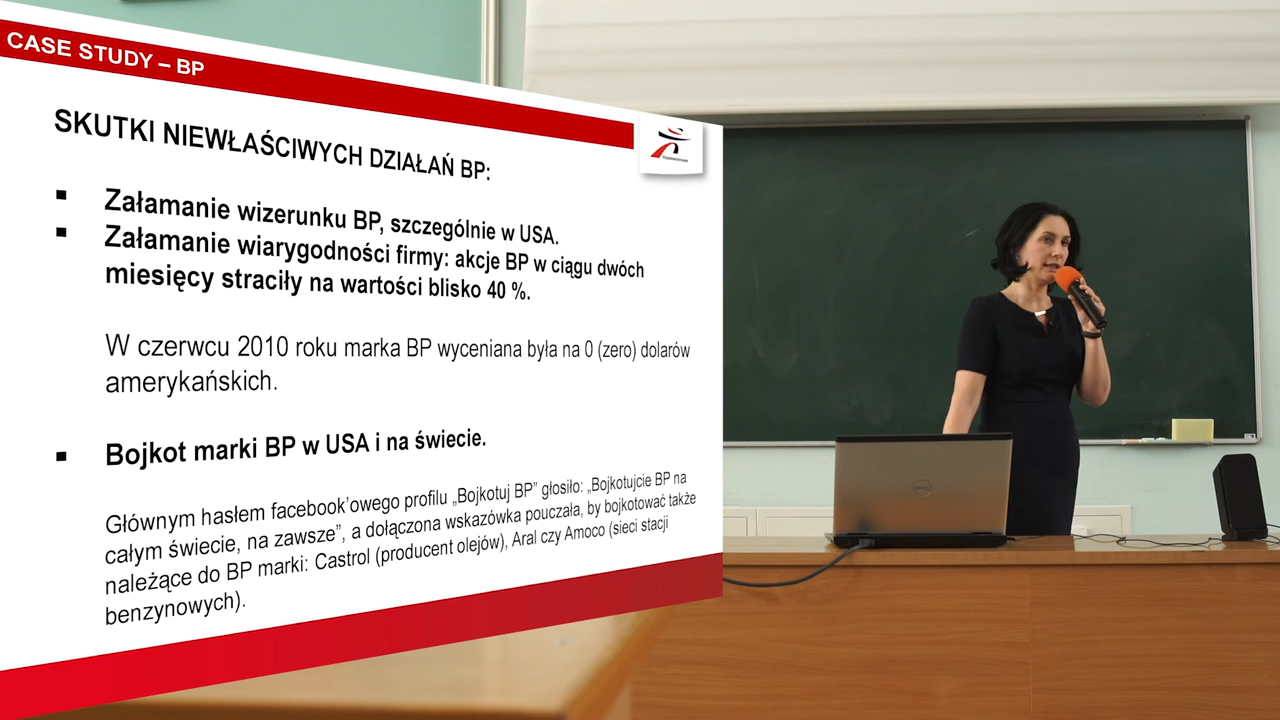 CASE STUDY – BP
SKUTKI NIEWŁAŚCIWYCH DZIAŁAŃ BP:
▪ Załamanie wizerunku BP, szczególnie w USA.
▪ Załamanie wiarygodności firmy: akcje BP w ciągu dwóch
miesięcy straciły na wartości blisko 40 %.
W czerwcu 2010 roku marka BP wyceniana była na 0 (zero) dolarów
amerykańskich.
▪ Bojkot marki BP w USA i na świecie.
Głównym hasłem facebook'owego profilu „Bojkotuj BP” głosiło: „Bojkotujcie BP na
całym świecie, na zawsze”, a dołączona wskazówka pouczała, by bojkotować także
należące do BP marki: Castrol (producent olejów), Aral czy Amoco (sieci stacji
benzynowych).
DELL